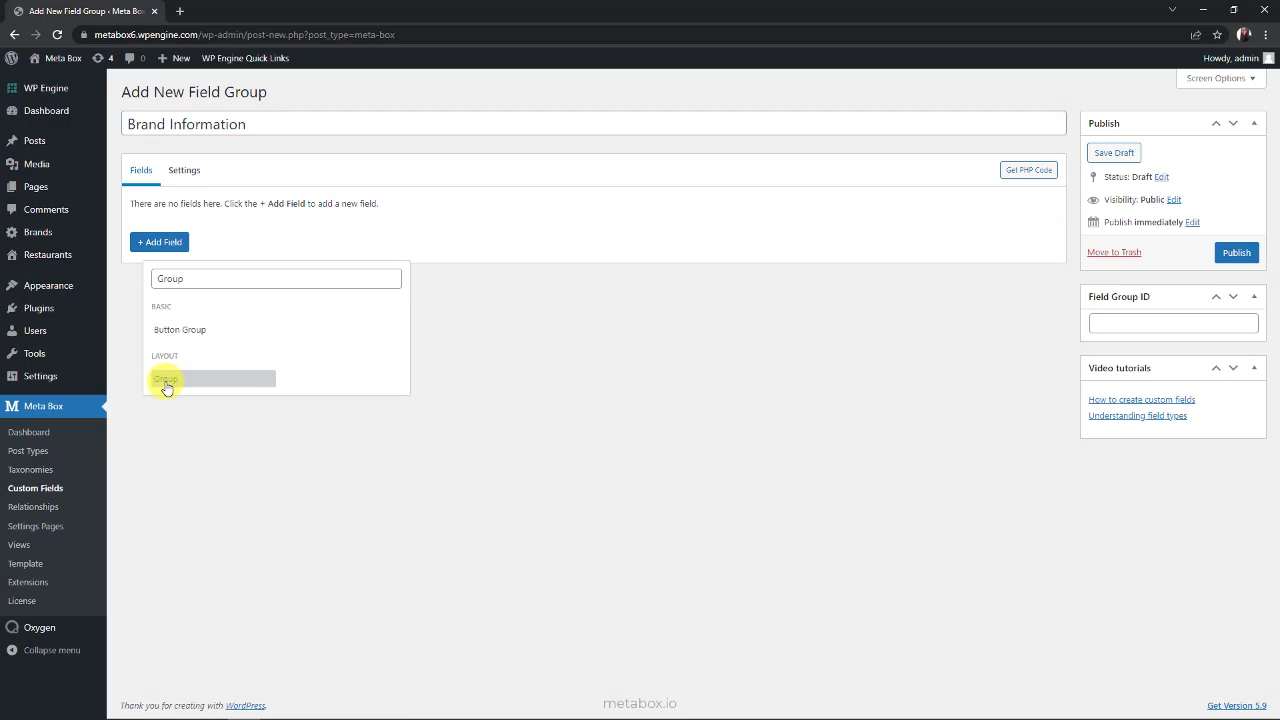 Add New Field Group ‹ Meta Box
metabox6.wpengine.com/wp-admin/post-new.php?post_type=meta-box
Meta Box 4 0 New WP Engine Quick Links Howdy, admin
WP Engine
Dashboard
Posts
Media
Pages
Comments
Brands
Restaurants
Appearance
Plugins
Users
Tools
Settings
Meta Box
Dashboard
Post Types
Taxonomies
Custom Fields
Relationships
Settings Pages
Views
Template
Extensions
License
Oxygen
Collapse menu
Screen Options
Add New Field Group
Brand Information
Fields Settings Get PHP Code
There are no fields here. Click the + Add Field to add a new field.
+ Add Field
Group
BASIC
Button Group
LAYOUT
Group
Publish
Save Draft
Status: Draft Edit
Visibility: Public Edit
Publish immediately Edit
Move to Trash Publish
Field Group ID
Video tutorials
How to create custom fields
Understanding field types
Thank you for creating with WordPress.
metabox.io
Get Version 5.9